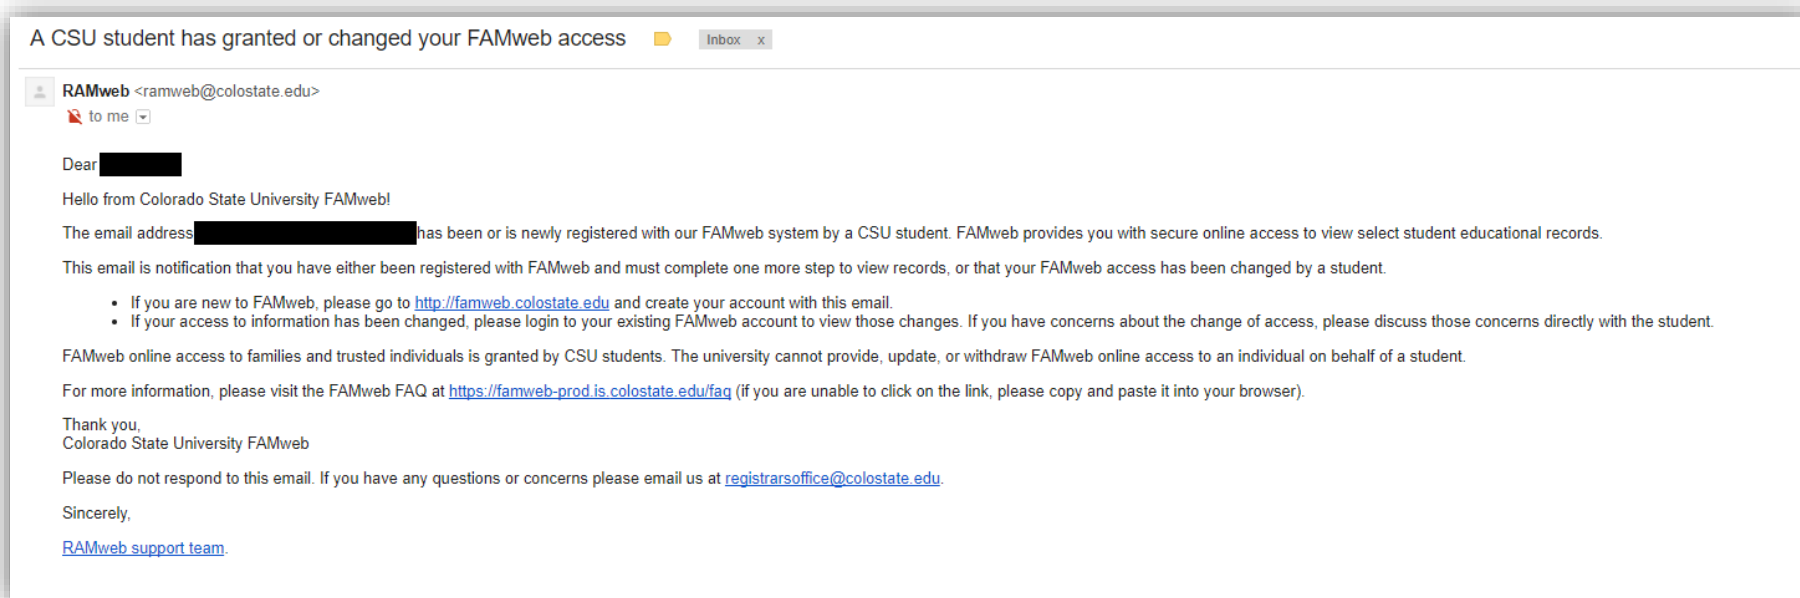 A CSU student has granted or changed your FAMweb access Inbox x
RAMweb <ramweb@colostate.edu>
to me
Dear
Hello from Colorado State University FAMweb!
The email address has been or is newly registered with our FAMweb system by a CSU student. FAMweb provides you with secure online access to view select student educational records.
This email is notification that you have either been registered with FAMweb and must complete one more step to view records, or that your FAMweb access has been changed by a student.
• If you are new to FAMweb, please go to http://famweb.colostate.edu and create your account with this email.
• If your access to information has been changed, please login to your existing FAMweb account to view those changes. If you have concerns about the change of access, please discuss those concerns directly with the student.
FAMweb online access to families and trusted individuals is granted by CSU students. The university cannot provide, update, or withdraw FAMweb online access to an individual on behalf of a student.
For more information, please visit the FAMweb FAQ at https://famweb-prod.is.colostate.edu/faq (if you are unable to click on the link, please copy and paste it into your browser).
Thank you,
Colorado State University FAMweb
Please do not respond to this email. If you have any questions or concerns please email us at registrarsoffice@colostate.edu.
Sincerely,
RAMweb support team.